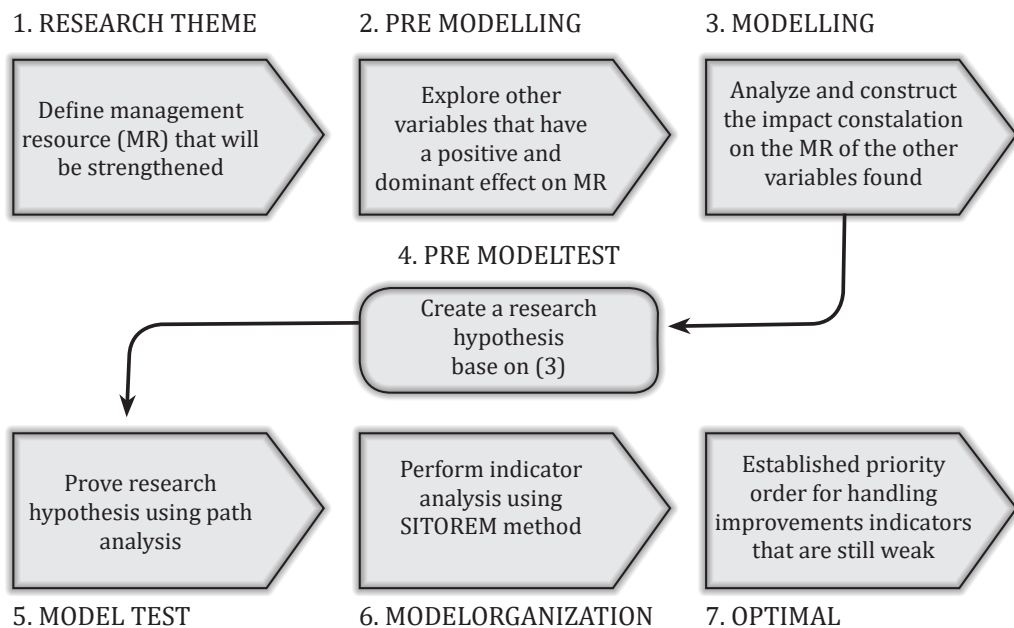 1. RESEARCH THEME
Define management
resource (MR) that will
be strengthened
2. PRE MODELLING
Explore other
variables that have
a positive and
dominant effect on MR
3. MODELLING
Analyze and construct
the impact constalation
on the MR of the other
variables found
4. PRE MODELTEST
Create a research
hypothesis
base on (3)
Prove research
hypothesis using path
analysis
5. MODEL TEST
Perform indicator
analysis using
SITOREM method
6. MODELORGANIZATION
Established priority
order for handling
improvements indicators
that are still weak
7. OPTIMAL